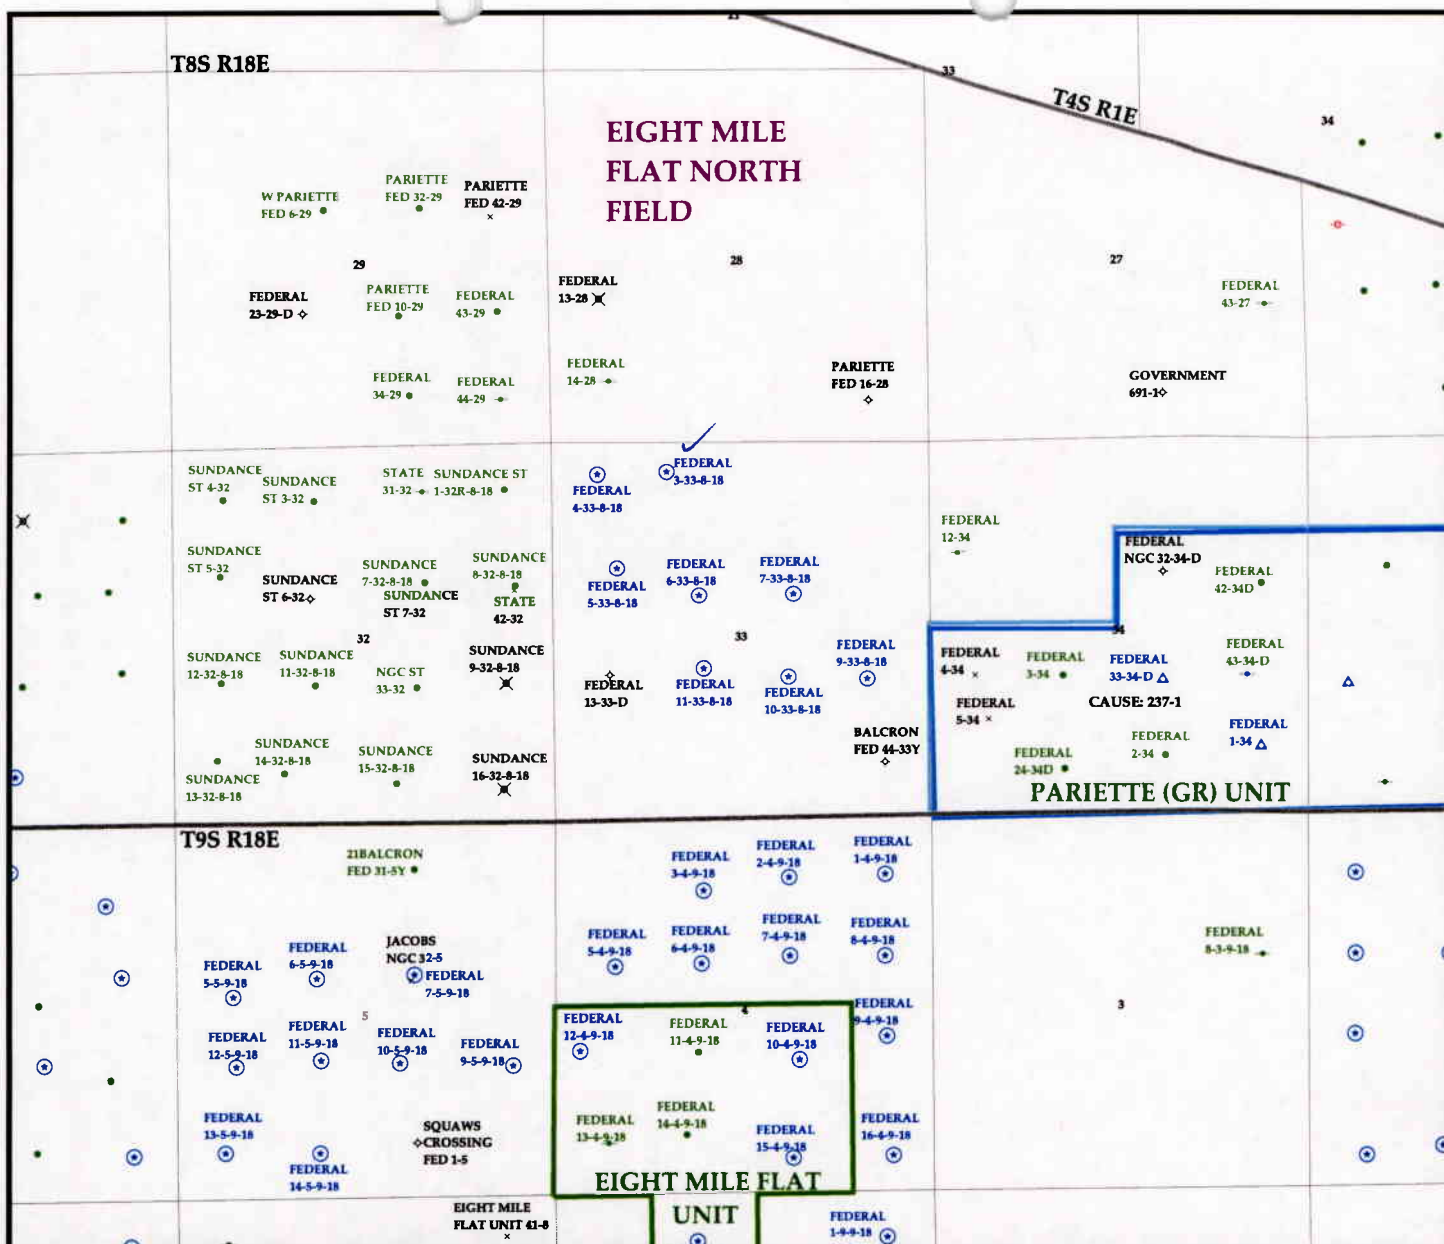 33
T8S R18E
T4S R1E
34
EIGHT MILE
FLAT NORTH
FIELD
W PARIETTE
FED 6-29
PARIETTE
FED 32-29
PARIETTE
FED 42-29
29
28
27
FEDERAL
23-29-D
PARIETTE
FED 10-29
FEDERAL
43-29
FEDERAL
13-28
FEDERAL
43-27
FEDERAL
34-29
FEDERAL
44-29
FEDERAL
14-28
PARIETTE
FED 16-28
GOVERNMENT
691-1
SUNDANCE
ST 4-32
SUNDANCE
ST 3-32
STATE
31-32
SUNDANCE ST
1-32R-8-18
FEDERAL
4-33-8-18
FEDERAL
3-33-8-18
FEDERAL
12-34
FEDERAL
NGC 32-34-D
SUNDANCE
ST 5-32
SUNDANCE
ST 6-32
SUNDANCE
7-32-8-18
SUNDANCE
ST 7-32
SUNDANCE
8-32-8-18
STATE
42-32
FEDERAL
5-33-8-18
FEDERAL
6-33-8-18
FEDERAL
7-33-8-18
FEDERAL
42-34D
32
33
34
SUNDANCE
12-32-8-18
SUNDANCE
11-32-8-18
NGC ST
33-32
SUNDANCE
9-32-8-18
FEDERAL
13-33-D
FEDERAL
11-33-8-18
FEDERAL
10-33-8-18
FEDERAL
9-33-8-18
FEDERAL
4-34
FEDERAL
3-34
FEDERAL
33-34-D
FEDERAL
43-34-D
FEDERAL
5-34
CAUSE: 237-1
SUNDANCE
13-32-8-18
SUNDANCE
14-32-8-18
SUNDANCE
15-32-8-18
SUNDANCE
16-32-8-18
BALCRON
FED 44-33Y
FEDERAL
24-34D
FEDERAL
2-34
FEDERAL
1-34
PARIETTE (GR) UNIT
T9S R18E
21BALCRON
FED 31-5Y
FEDERAL
3-4-9-18
FEDERAL
2-4-9-18
FEDERAL
1-4-9-18
FEDERAL
5-5-9-18
FEDERAL
6-5-9-18
JACOBS
NGC 32-5
FEDERAL
7-5-9-18
FEDERAL
5-4-9-18
FEDERAL
6-4-9-18
FEDERAL
7-4-9-18
FEDERAL
8-4-9-18
FEDERAL
8-3-9-18
5
4
3
FEDERAL
12-5-9-18
FEDERAL
11-5-9-18
FEDERAL
10-5-9-18
FEDERAL
9-5-9-18
FEDERAL
12-4-9-18
FEDERAL
11-4-9-18
FEDERAL
10-4-9-18
FEDERAL
9-4-9-18
FEDERAL
13-5-9-18
FEDERAL
14-5-9-18
SQUAWS
CROSSING
FED 1-5
FEDERAL
13-4-9-18
FEDERAL
14-4-9-18
FEDERAL
15-4-9-18
FEDERAL
16-4-9-18
EIGHT MILE FLAT
UNIT
EIGHT MILE
FLAT UNIT 41-8
FEDERAL
1-9-9-18